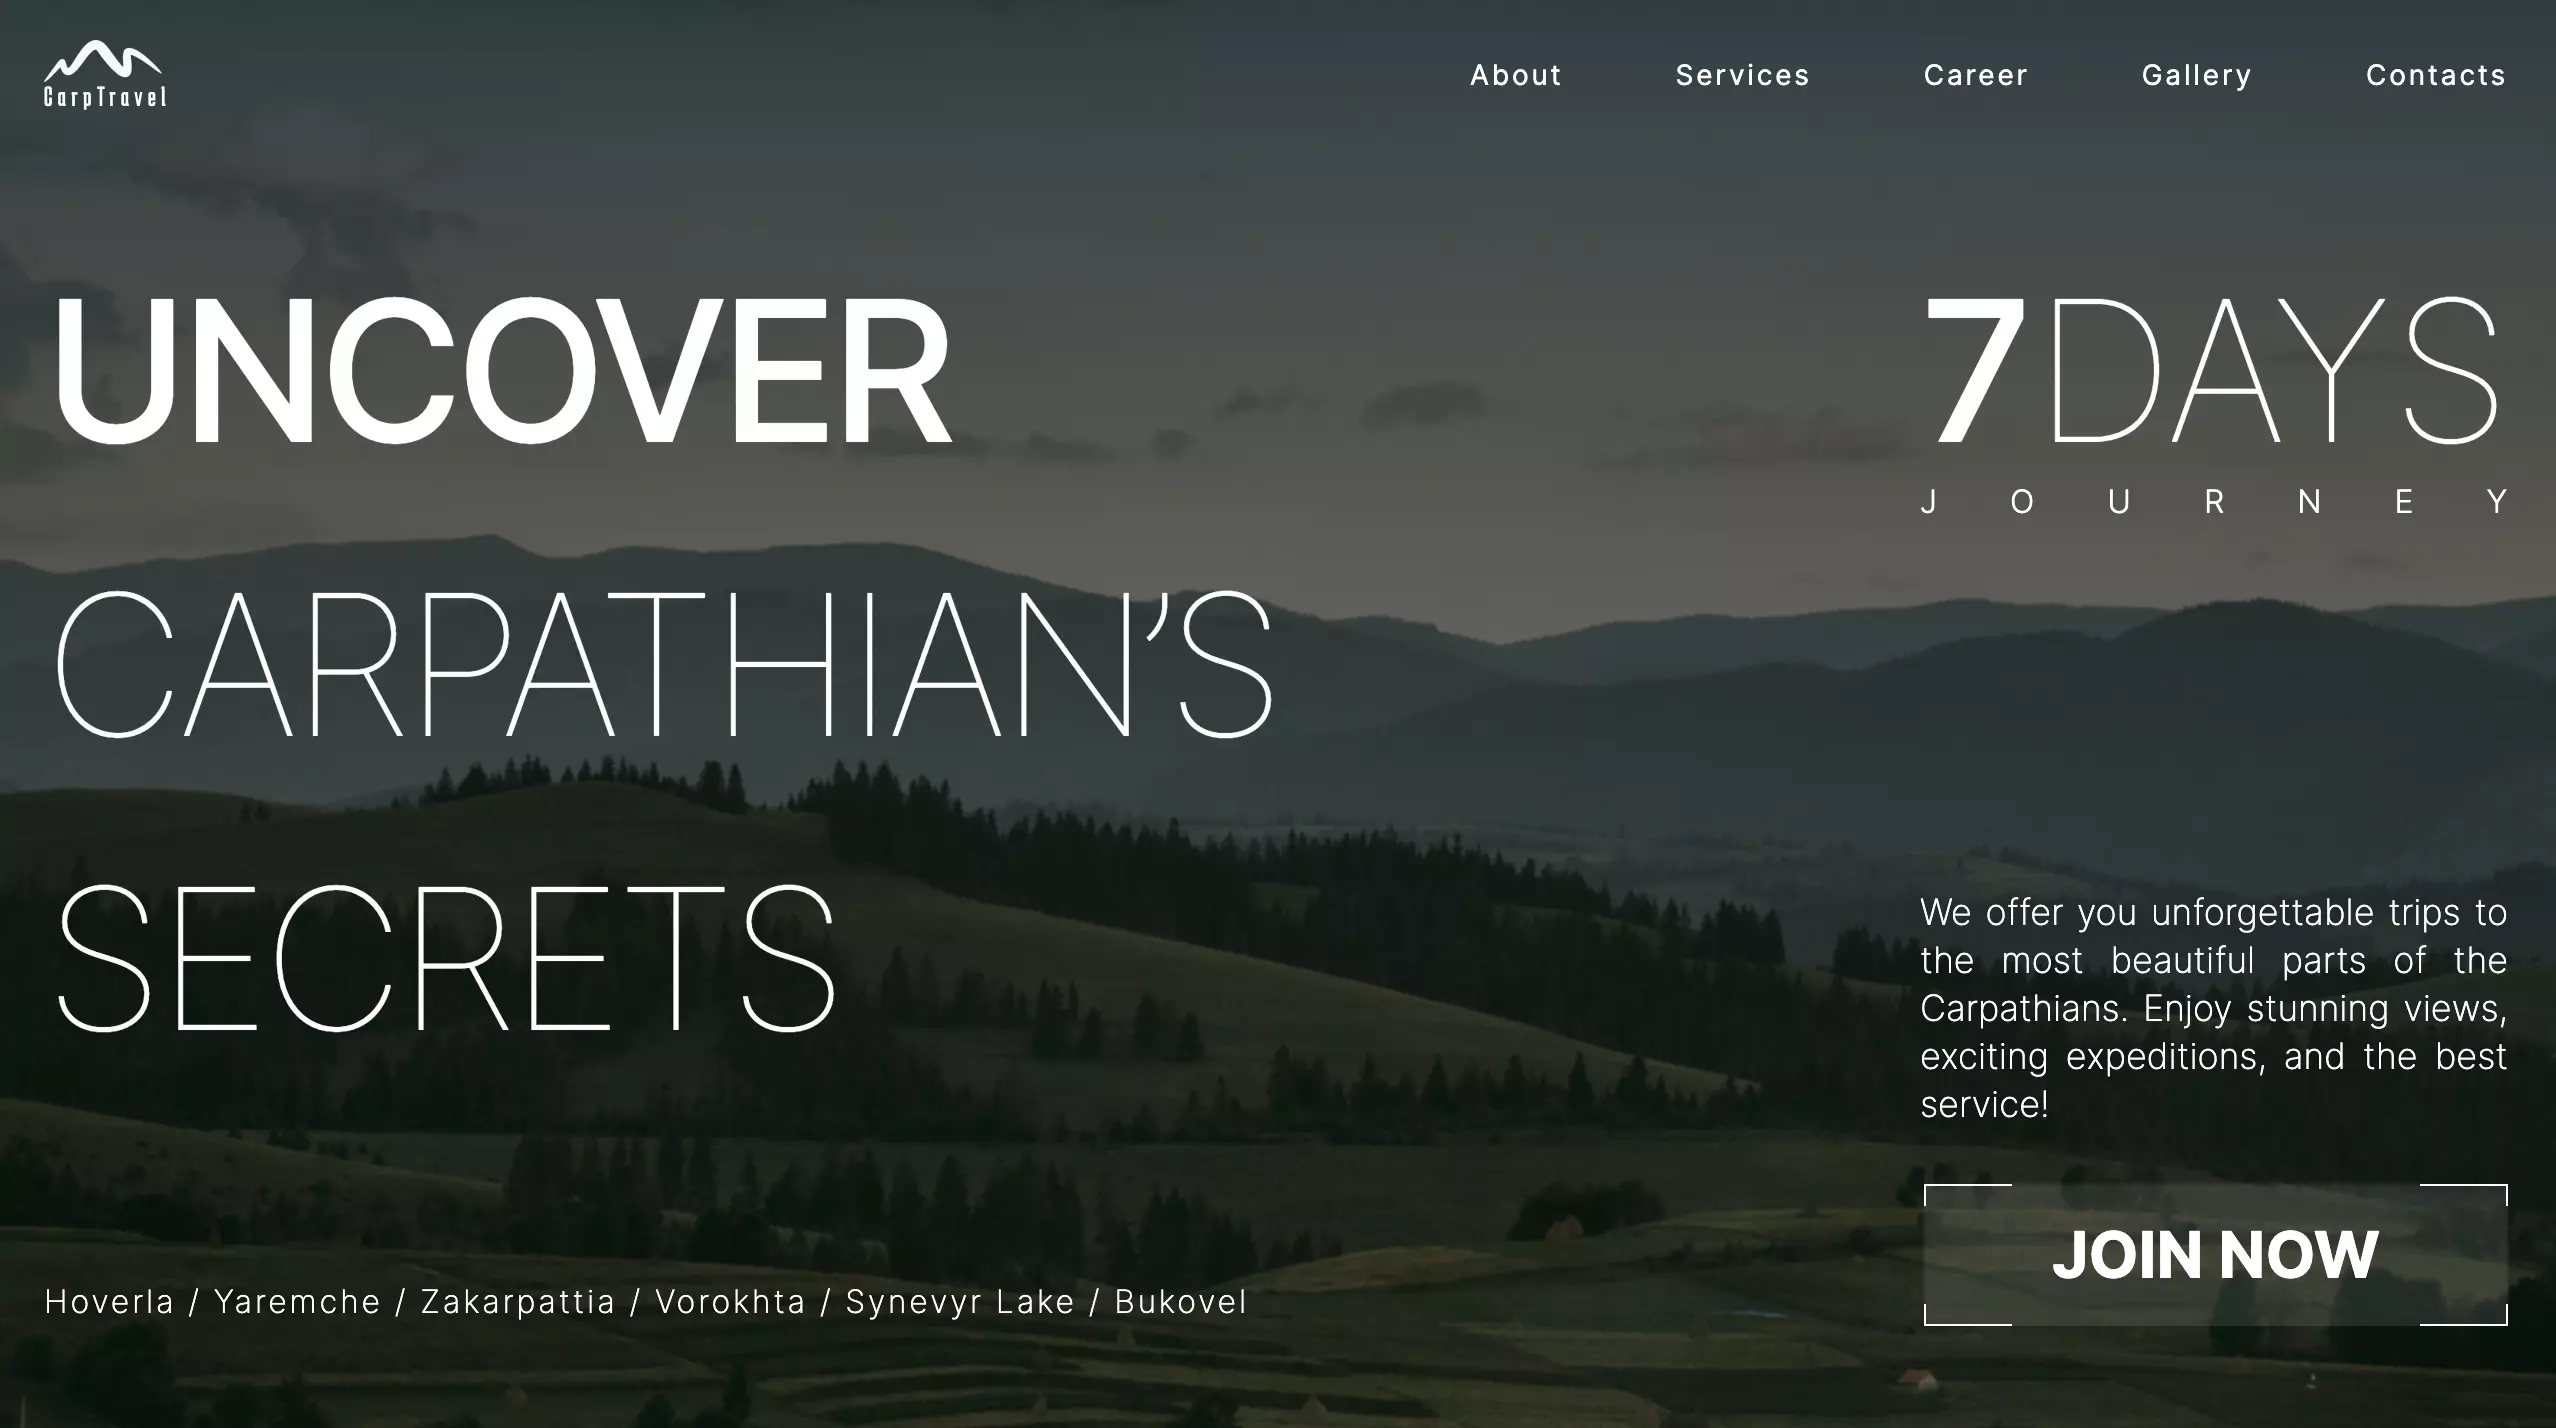 CarpTravel
About Services Career Gallery Contacts
UNCOVER
CARPATHIAN’S
SECRETS
7DAYS
JOURNEY
We offer you unforgettable trips to
the most beautiful parts of the
Carpathians. Enjoy stunning views,
exciting expeditions, and the best
service!
JOIN NOW
Hoverla / Yaremche / Zakarpattia / Vorokhta / Synevyr Lake / Bukovel